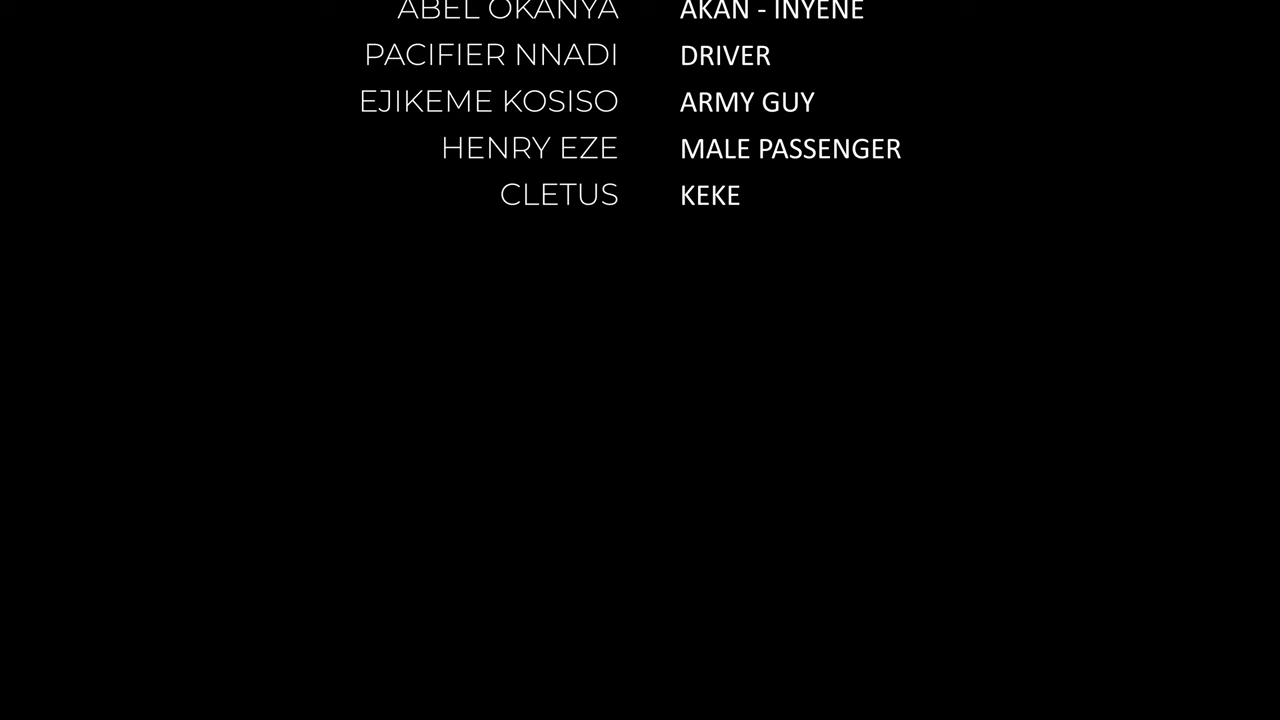 ABEL OKANYA AKAN - INYENE
PACIFIER NNADI DRIVER
EJIKEME KOSISO ARMY GUY
HENRY EZE MALE PASSENGER
CLETUS KEKE